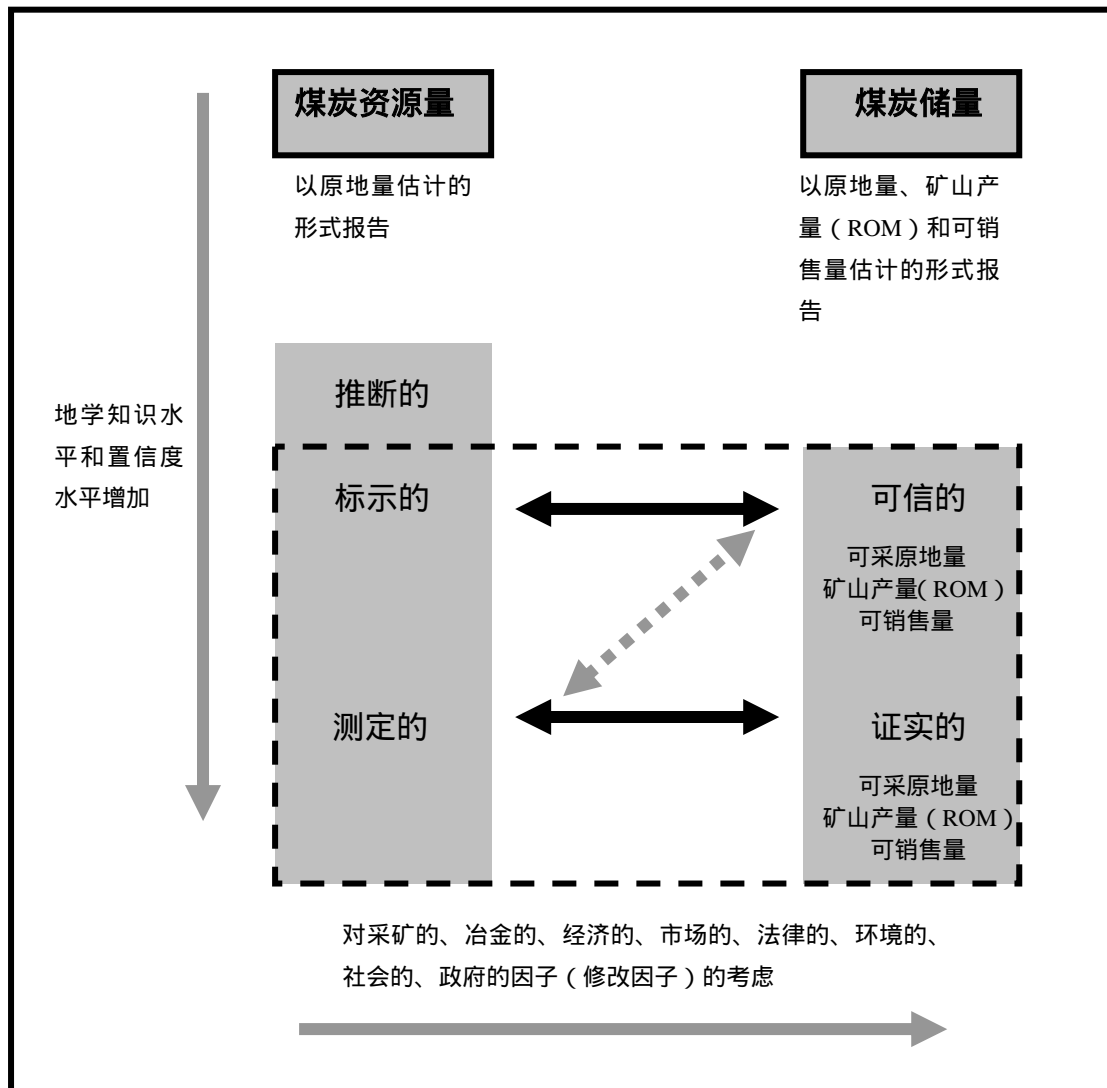 煤炭资源量
煤炭储量
以原地量估计的
形式报告
以原地量、矿山产
量（ROM）和可销
售量估计的形式报
告
地学知识水
平和置信度
水平增加
推断的
标示的
可信的
可采原地量
矿山产量（ROM）
可销售量
测定的
证实的
可采原地量
矿山产量（ROM）
可销售量
对采矿的、冶金的、经济的、市场的、法律的、环境的、
社会的、政府的因子（修改因子）的考虑